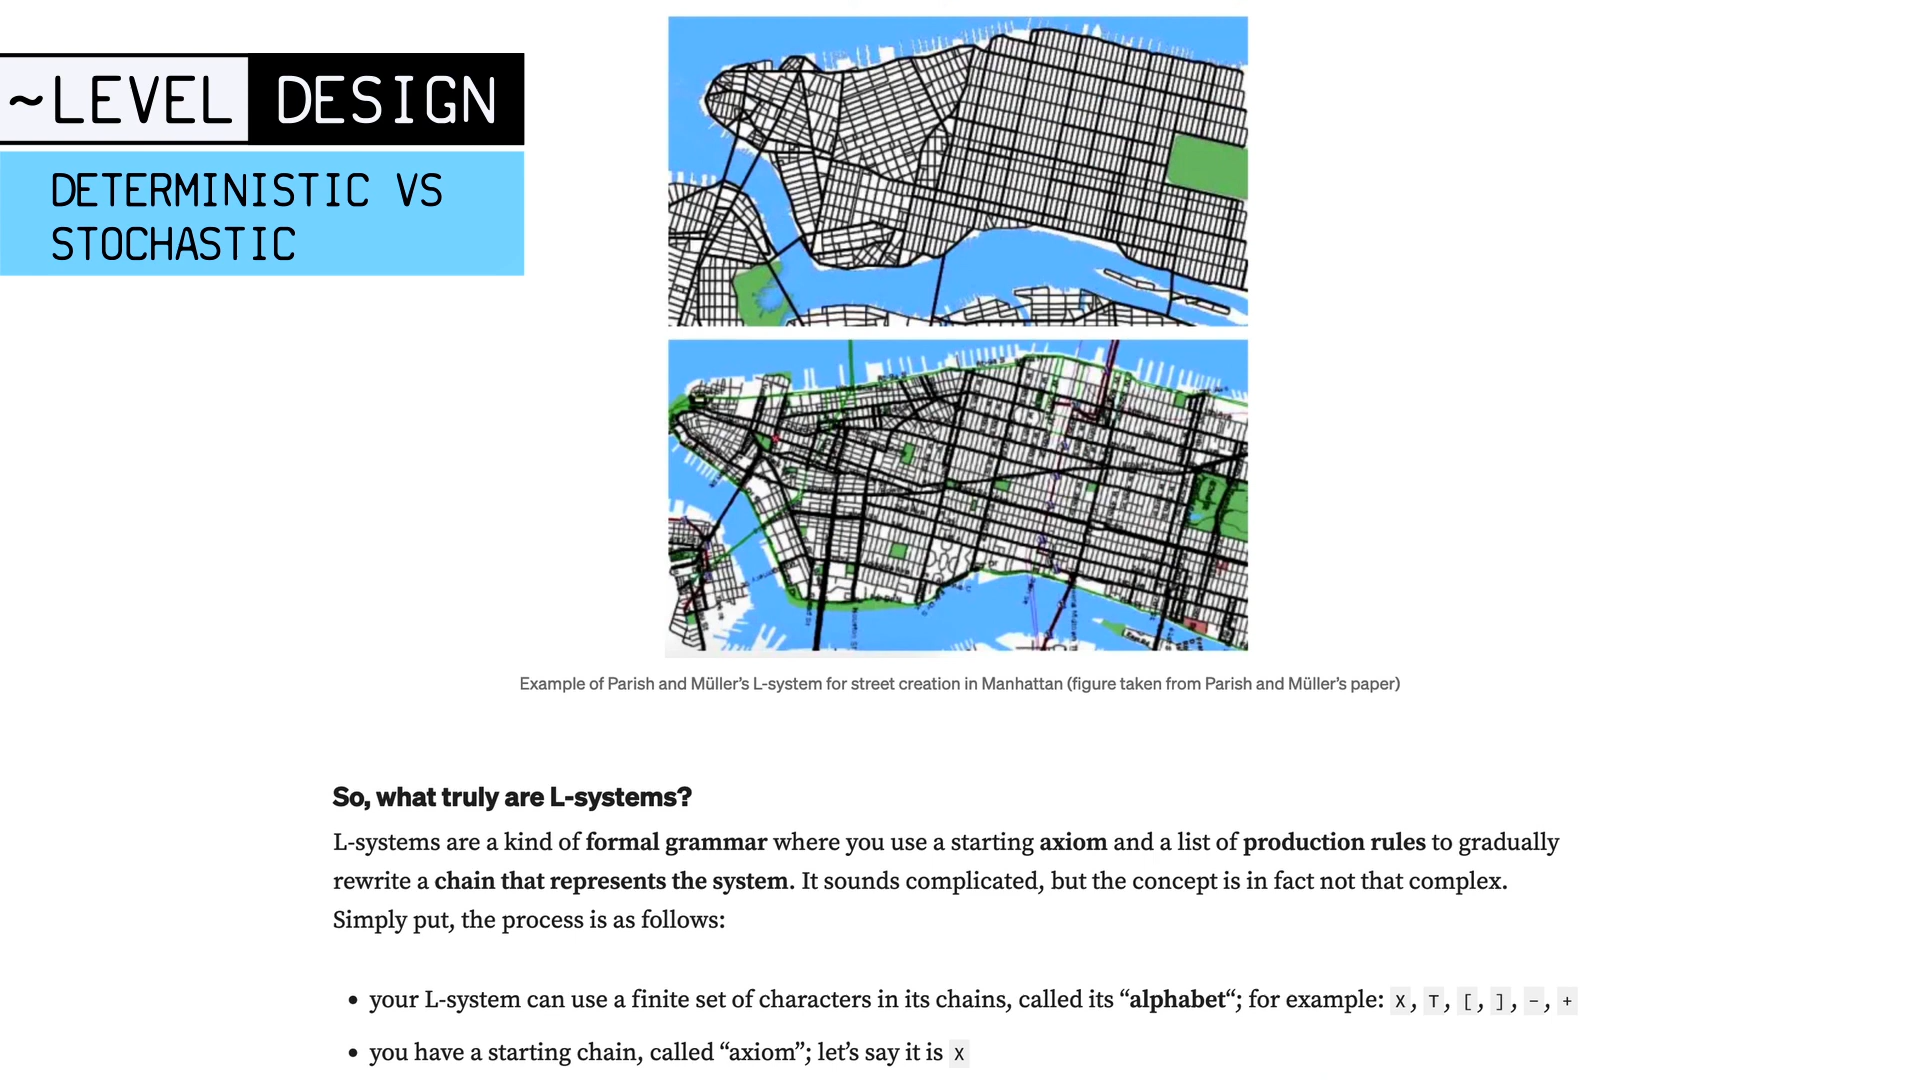 ~LEVEL DESIGN
DETERMINISTIC VS
STOCHASTIC
Example of Parish and Müller’s L-system for street creation in Manhattan (figure taken from Parish and Müller’s paper)
So, what truly are L-systems?
L-systems are a kind of formal grammar where you use a starting axiom and a list of production rules to gradually
rewrite a chain that represents the system. It sounds complicated, but the concept is in fact not that complex.
Simply put, the process is as follows:
• your L-system can use a finite set of characters in its chains, called its “alphabet“; for example: X, T, [, ], -, +
• you have a starting chain, called “axiom”; let’s say it is X